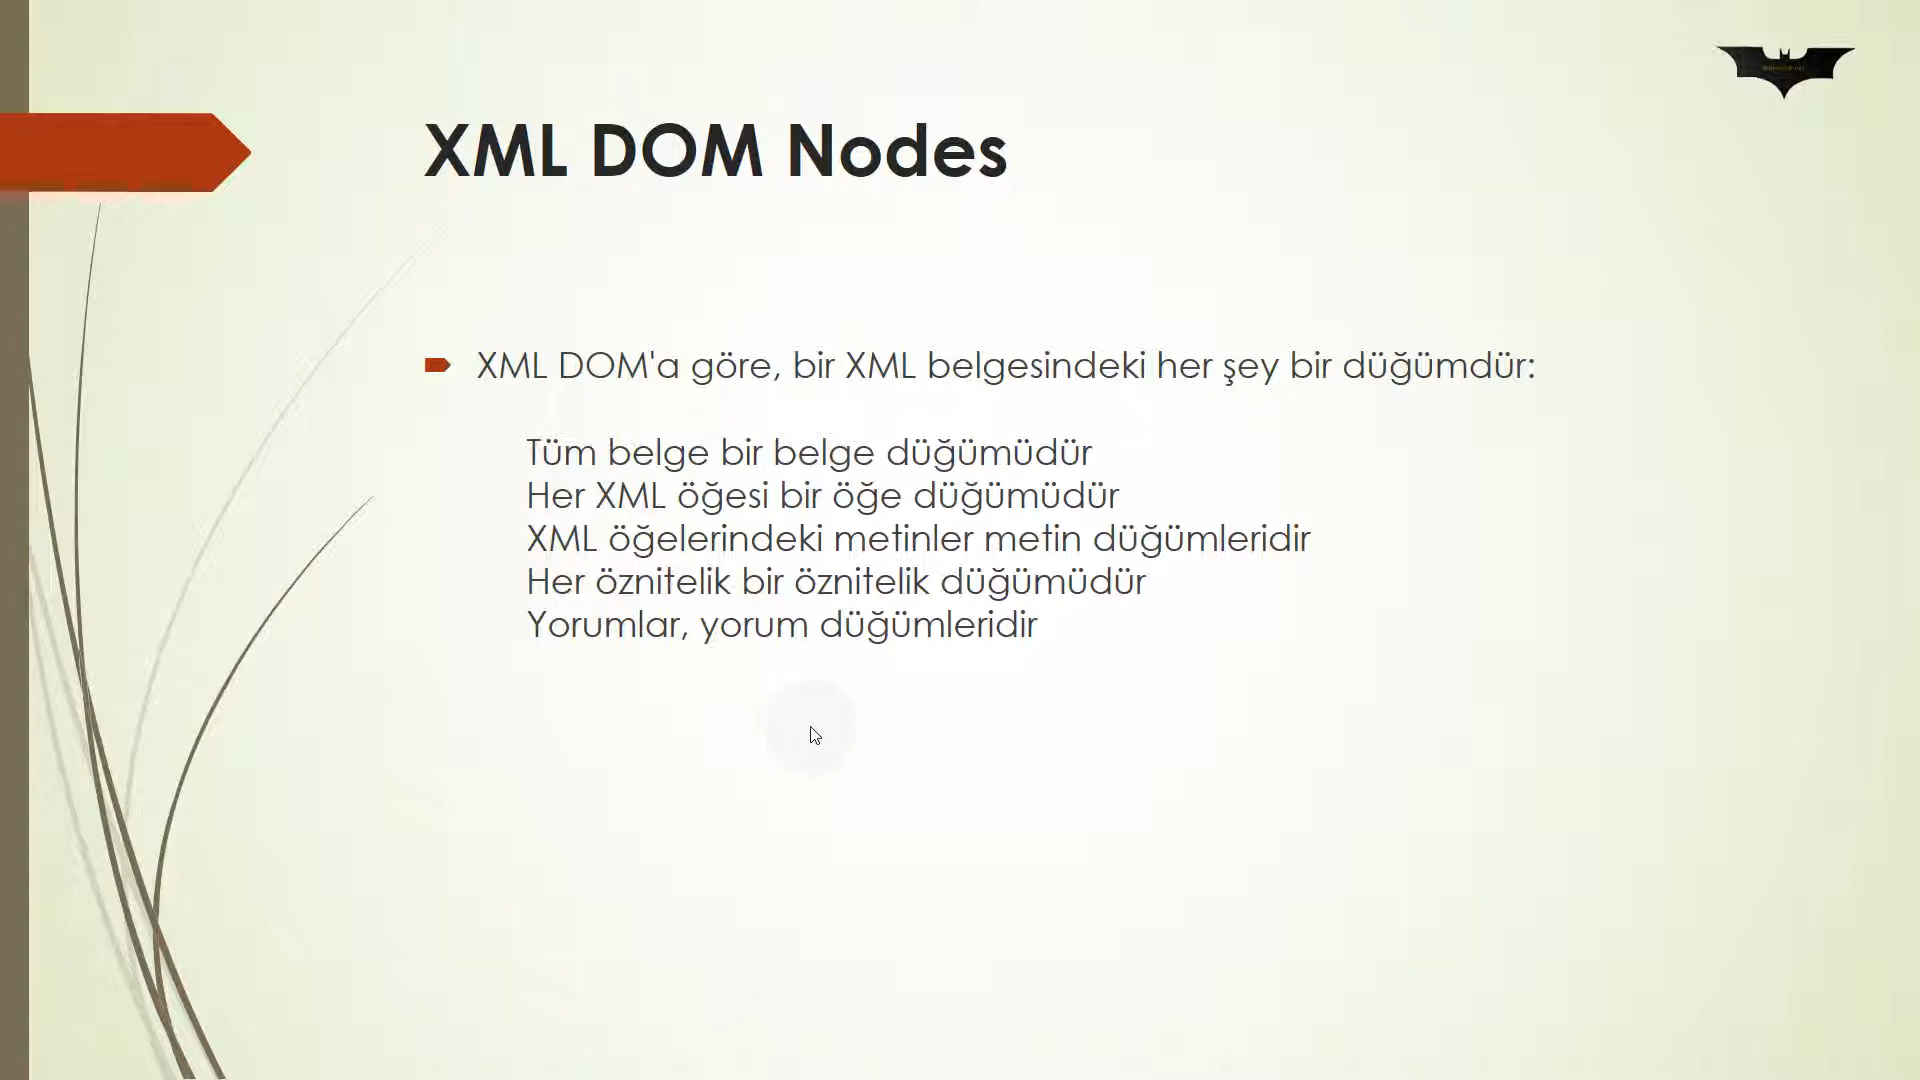 XML DOM Nodes
XML DOM'a göre, bir XML belgesindeki her şey bir düğümdür:
Tüm belge bir belge düğümüdür
Her XML öğesi bir öğe düğümüdür
XML öğelerindeki metinler metin düğümleridir
Her öznitelik bir öznitelik düğümüdür
Yorumlar, yorum düğümleridir